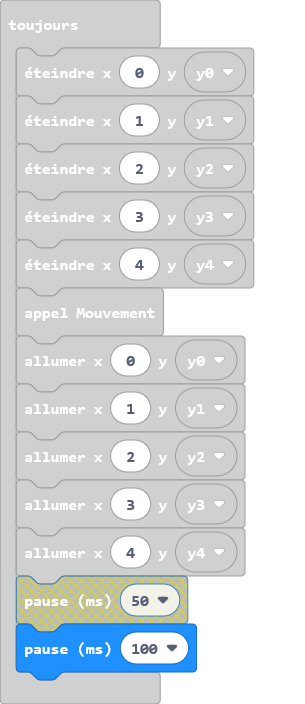 toujours
éteindre x 0 y y0
éteindre x 1 y y1
éteindre x 2 y y2
éteindre x 3 y y3
éteindre x 4 y y4
appel Mouvement
allumer x 0 y y0
allumer x 1 y y1
allumer x 2 y y2
allumer x 3 y y3
allumer x 4 y y4
pause (ms) 50
pause (ms) 100